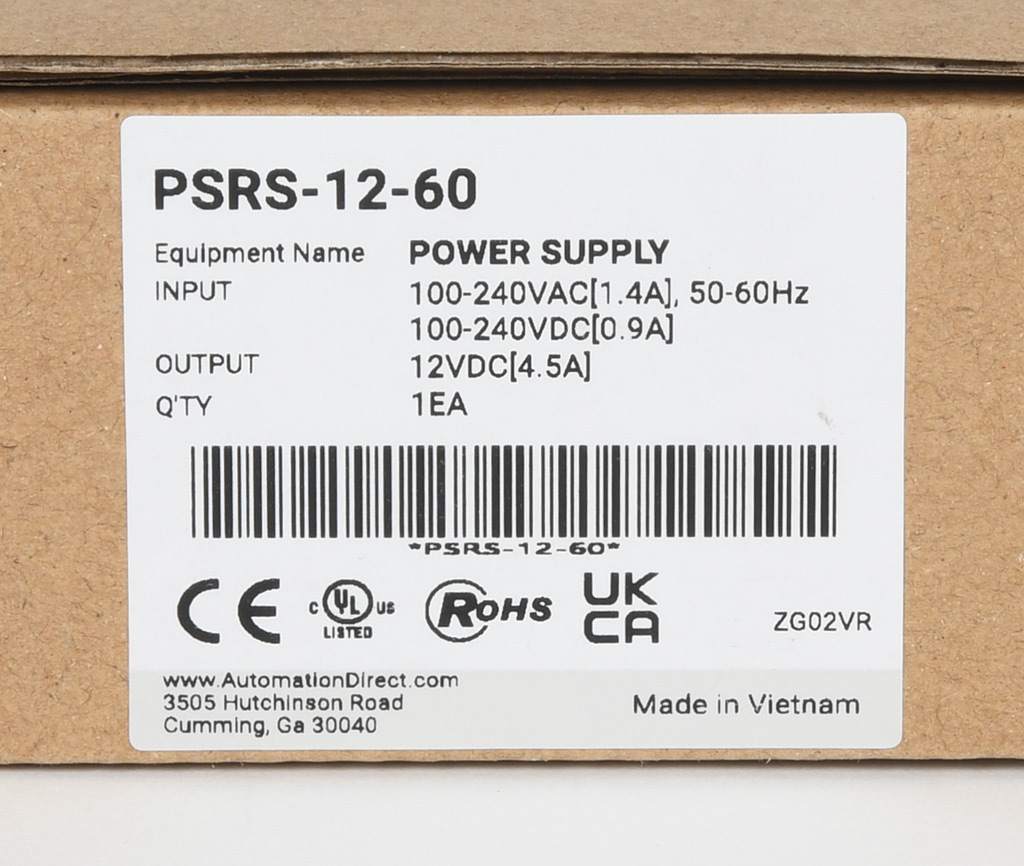 PSRS-12-60
Equipment Name POWER SUPPLY
INPUT 100-240VAC[1.4A], 50-60Hz
100-240VDC[0.9A]
OUTPUT 12VDC[4.5A]
Q'TY 1EA
*PSRS-12-60*
CE C UL US LISTED RoHS UK CA ZG02VR
www.AutomationDirect.com
3505 Hutchinson Road
Cumming, Ga 30040
Made in Vietnam